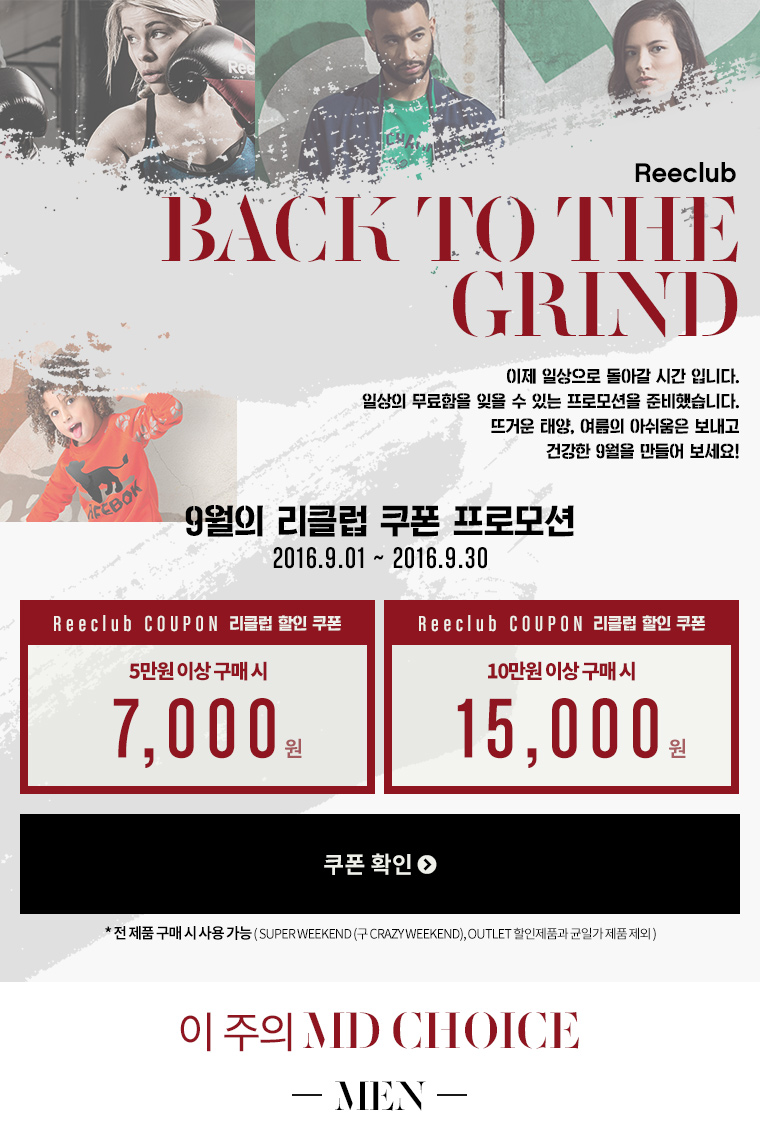 Ree
CHAM
REEBOK
Reeclub
BACK TO THE
GRIND
이제 일상으로 돌아갈 시간 입니다.
일상의 무료함을 잊을 수 있는 프로모션을 준비했습니다.
뜨거운 태양, 여름의 아쉬움은 보내고
건강한 9월을 만들어 보세요!
9월의 리클럽 쿠폰 프로모션
2016.9.01 ~ 2016.9.30
Reeclub COUPON 리클럽 할인 쿠폰
5만원 이상 구매 시
7,000원
Reeclub COUPON 리클럽 할인 쿠폰
10만원 이상 구매 시
15,000원
쿠폰 확인
* 전 제품 구매 시 사용 가능 ( SUPER WEEKEND (구 CRAZY WEEKEND), OUTLET 할인제품과 균일가 제품 제외 )
이 주의 MD CHOICE
— MEN —